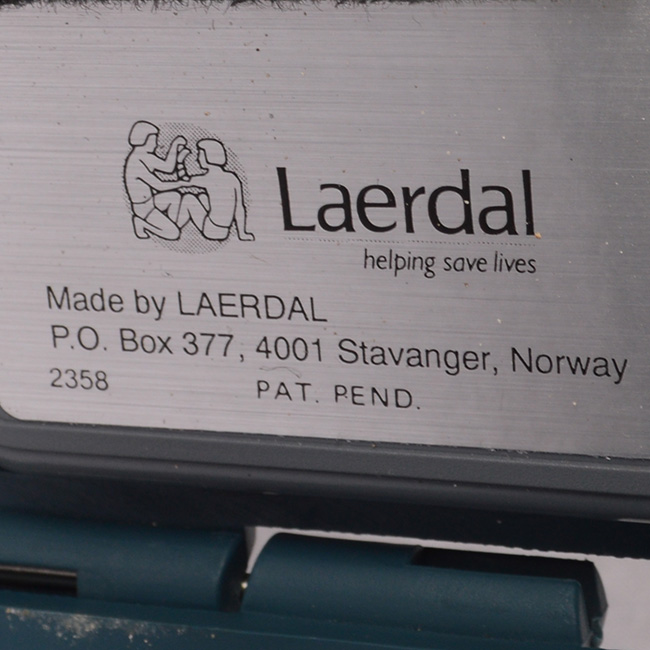 Laerdal
helping save lives
Made by LAERDAL
P.O. Box 377, 4001 Stavanger, Norway
2358 PAT. PEND.